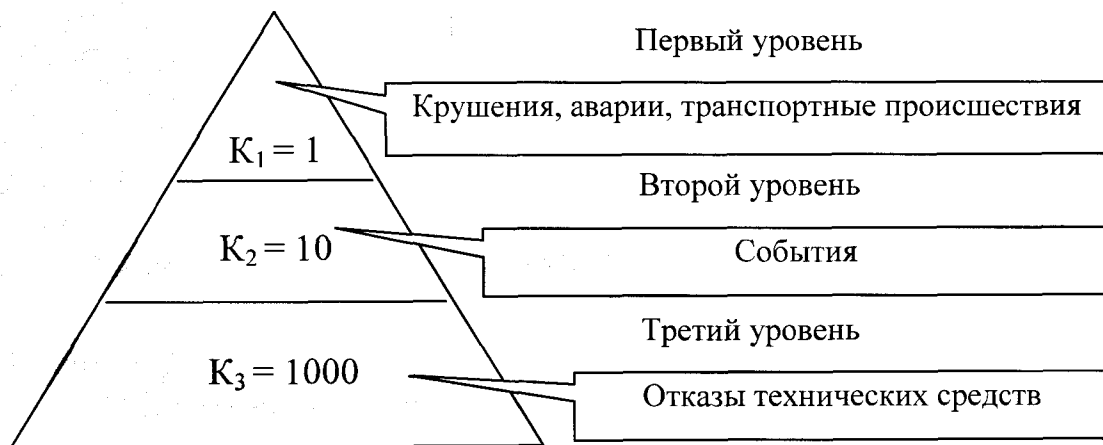 Первый уровень
Крушения, аварии, транспортные происшествия
K₁ = 1
Второй уровень
K₂ = 10
События
Третий уровень
K₃ = 1000
Отказы технических средств